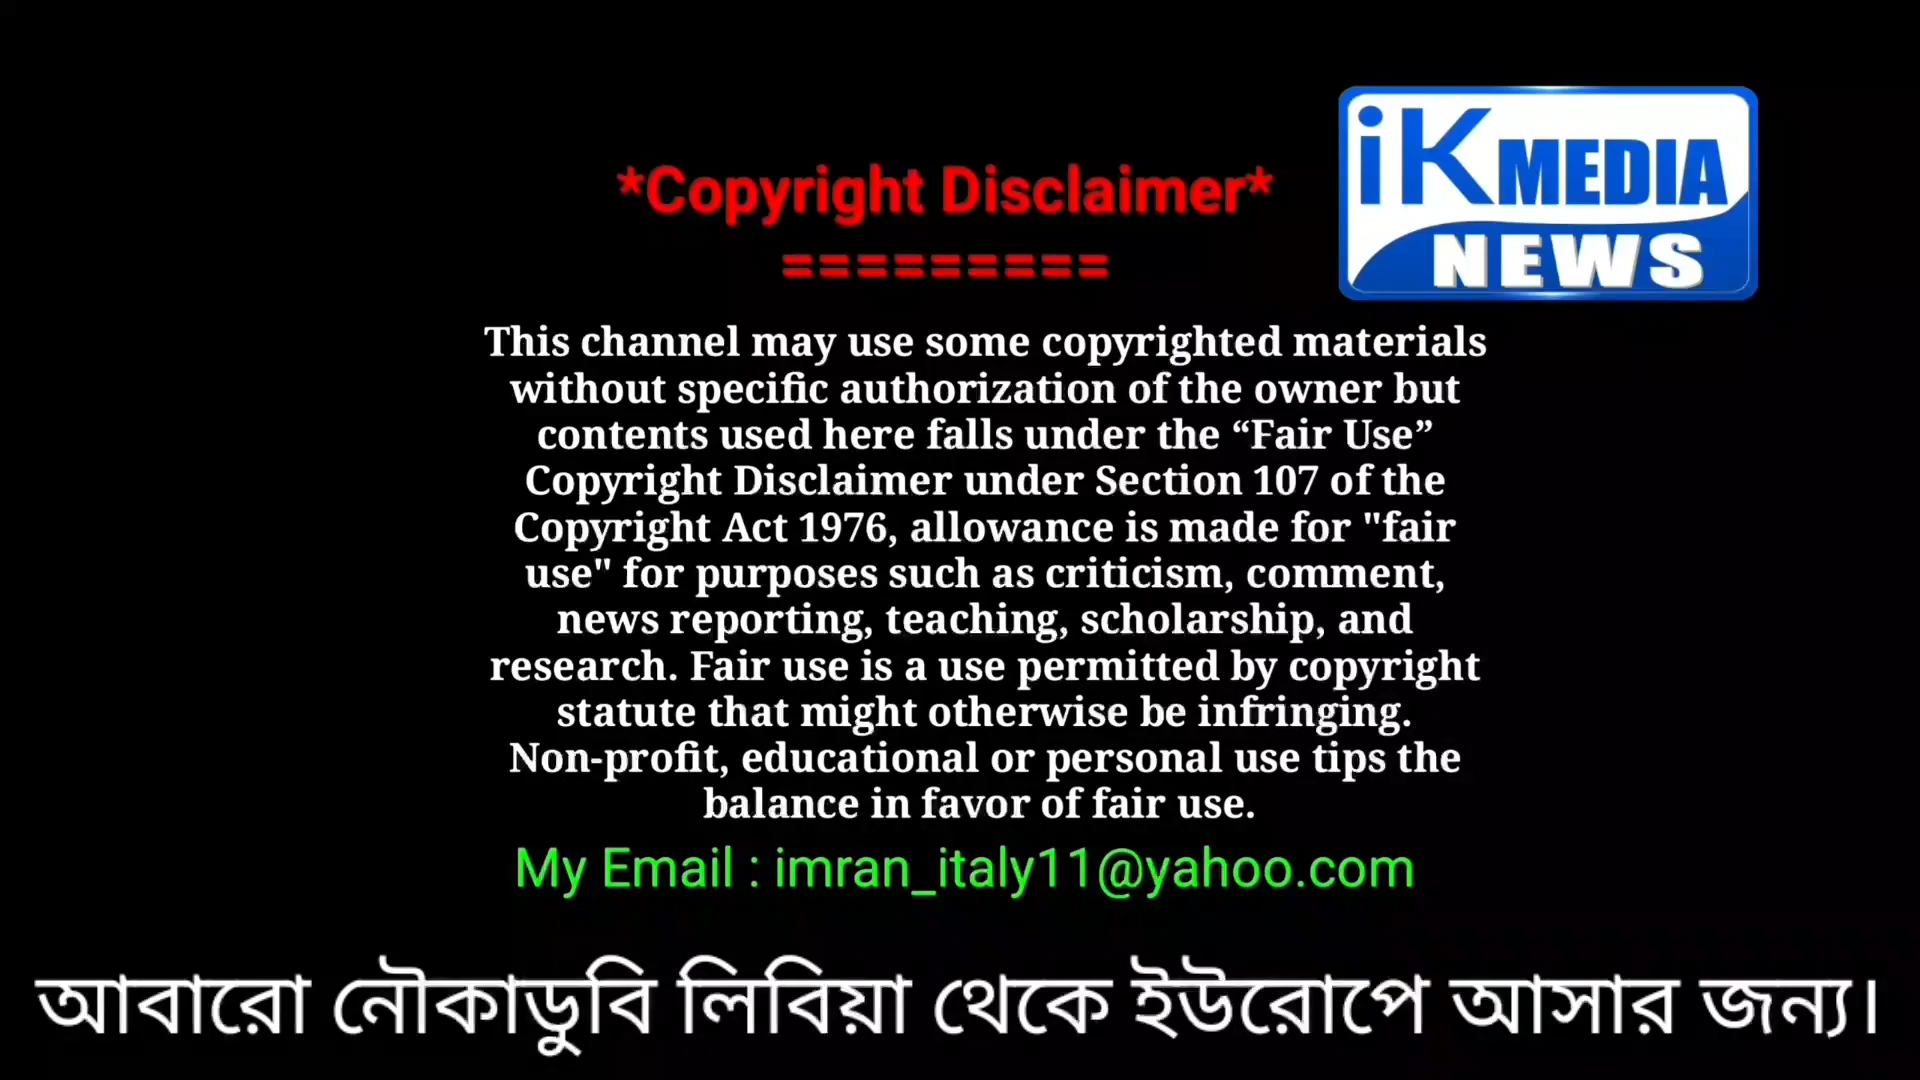 iK MEDIA
NEWS
*Copyright Disclaimer*
=========
This channel may use some copyrighted materials
without specific authorization of the owner but
contents used here falls under the “Fair Use”
Copyright Disclaimer under Section 107 of the
Copyright Act 1976, allowance is made for "fair
use" for purposes such as criticism, comment,
news reporting, teaching, scholarship, and
research. Fair use is a use permitted by copyright
statute that might otherwise be infringing.
Non-profit, educational or personal use tips the
balance in favor of fair use.
My Email : imran_italy11@yahoo.com
আবারো নৌকাডুবি লিবিয়া থেকে ইউরোপে আসার জন্য।